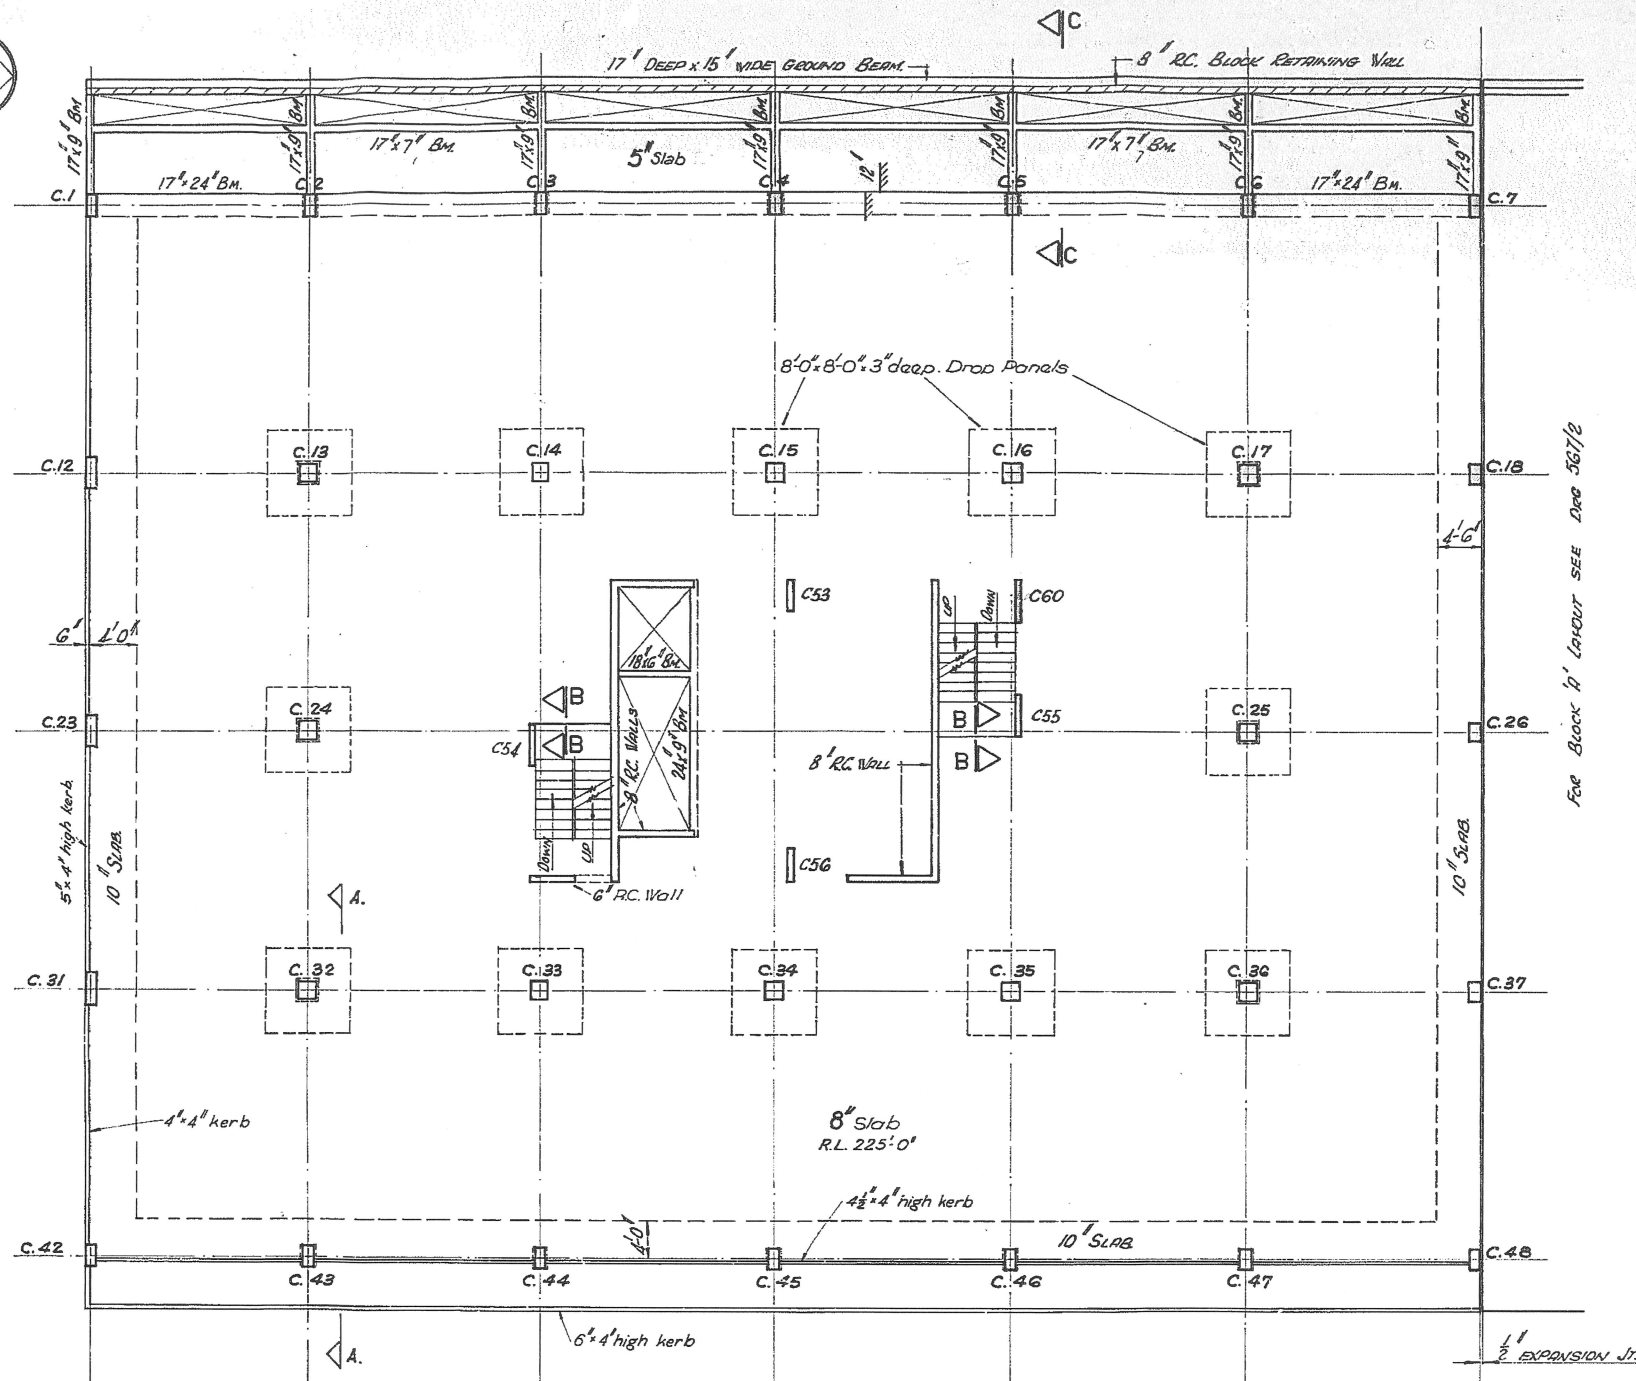 C
17" DEEP x 15" WIDE GROUND BEAM.
8" R.C. BLOCK RETAINING WALL
17"x9" BM
17"x9" BM.
17"x9" BM.
17"x9" BM.
17"x9" BM.
17"x9" BM.
17"x9" BM.
17"x7" BM.
5" Slab
12"
17"x7" BM.
17"x24" BM.
17"x24" BM.
C.1
C.2
C.3
C.4
C.5
C.6
C.7
C
8'-0"x8'-0"x3" deep. Drop Panels
C.12
C.13
C.14
C.15
C.16
C.17
C.18
4'-6"
FOR BLOCK 'A' LAYOUT SEE DRG 567/2
C53
UP
DOWN
C60
6"
4'0"
18"x6" BM.
B
8" R.C. WALLS
24"x9" BM
C.23
C.24
C54
B
B
C55
C.25
C.26
8" R.C. WALL
B
5"x4" high kerb.
10" SLAB.
DOWN
UP
C56
10" SLAB.
6" R.C. Wall
A.
C.31
C.32
C.33
C.34
C.35
C.36
C.37
4"x4" kerb
8" Slab
R.L. 225'-0"
4½"x4" high kerb
4'-0"
10" SLAB
C.42
C.43
C.44
C.45
C.46
C.47
C.48
6"x4" high kerb
A.
½" EXPANSION JT.